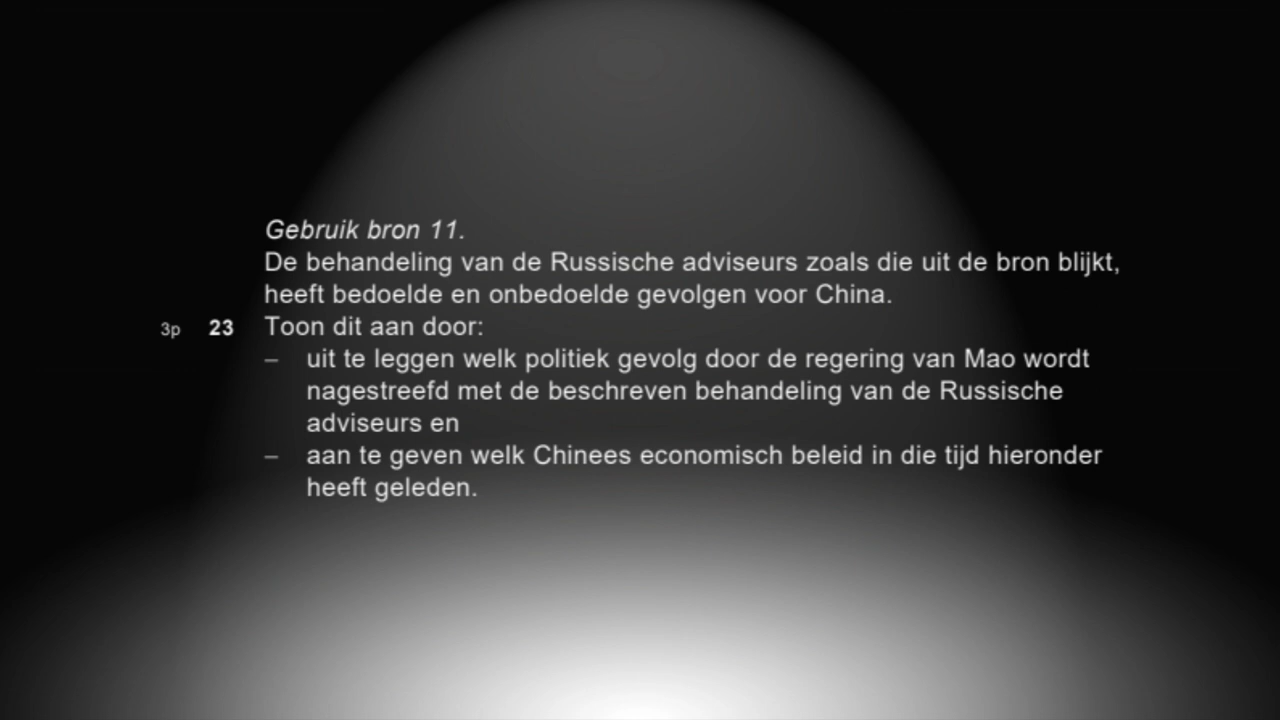 Gebruik bron 11.
De behandeling van de Russische adviseurs zoals die uit de bron blijkt,
heeft bedoelde en onbedoelde gevolgen voor China.
3p 23 Toon dit aan door:
– uit te leggen welk politiek gevolg door de regering van Mao wordt
nagestreefd met de beschreven behandeling van de Russische
adviseurs en
– aan te geven welk Chinees economisch beleid in die tijd hieronder
heeft geleden.